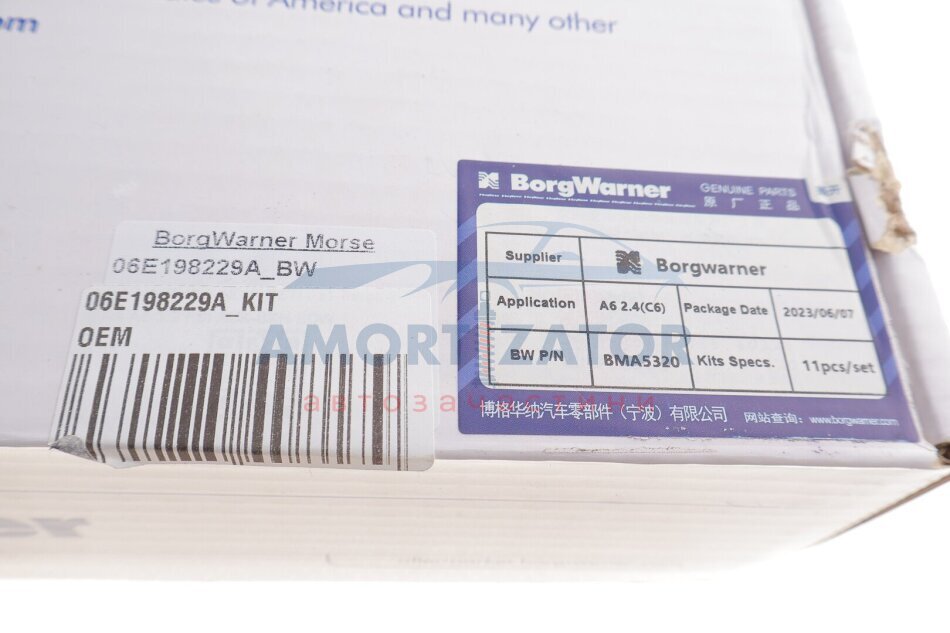 of America and many other
om
BorgWarner
GENUINE PARTS
原 厂 正 品
BorgWarner Morse
06E198229A_BW
06E198229A_KIT
OEM
Supplier Borgwarner
Application A6 2.4(C6) Package Date 2023/06/07
BW P/N BMA5320 Kits Specs. 11pcs/set
AMORTIZATOR
автозапчастини
博格华纳汽车零部件（宁波）有限公司 网站查询：www.borgwarner.com